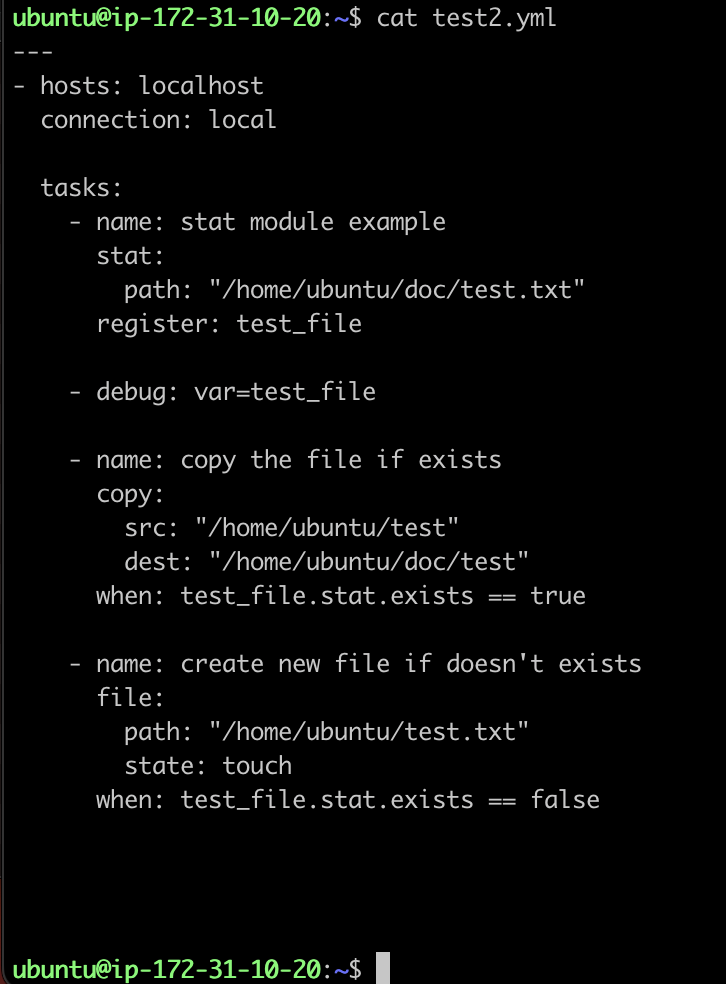 ubuntu@ip-172-31-10-20:~$ cat test2.yml
---
- hosts: localhost
  connection: local

  tasks:
    - name: stat module example
      stat:
        path: "/home/ubuntu/doc/test.txt"
      register: test_file

    - debug: var=test_file

    - name: copy the file if exists
      copy:
        src: "/home/ubuntu/test"
        dest: "/home/ubuntu/doc/test"
      when: test_file.stat.exists == true

    - name: create new file if doesn't exists
      file:
        path: "/home/ubuntu/test.txt"
        state: touch
      when: test_file.stat.exists == false

ubuntu@ip-172-31-10-20:~$